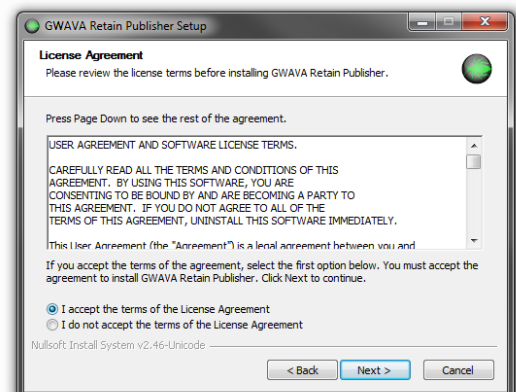 GWAVA Retain Publisher Setup
License Agreement
Please review the license terms before installing GWAVA Retain Publisher.
Press Page Down to see the rest of the agreement.
USER AGREEMENT AND SOFTWARE LICENSE TERMS.
CAREFULLY READ ALL THE TERMS AND CONDITIONS OF THIS
AGREEMENT.  BY USING THIS SOFTWARE, YOU ARE
CONSENTING TO BE BOUND BY AND ARE BECOMING A PARTY TO
THIS AGREEMENT.  IF YOU DO NOT AGREE TO ALL OF THE
TERMS OF THIS AGREEMENT, UNINSTALL THIS SOFTWARE IMMEDIATELY.
This User Agreement (the "Agreement") is a legal agreement between you and
If you accept the terms of the agreement, select the first option below. You must accept the
agreement to install GWAVA Retain Publisher. Click Next to continue.
I accept the terms of the License Agreement
I do not accept the terms of the License Agreement
Nullsoft Install System v2.46-Unicode
< Back
Next >
Cancel